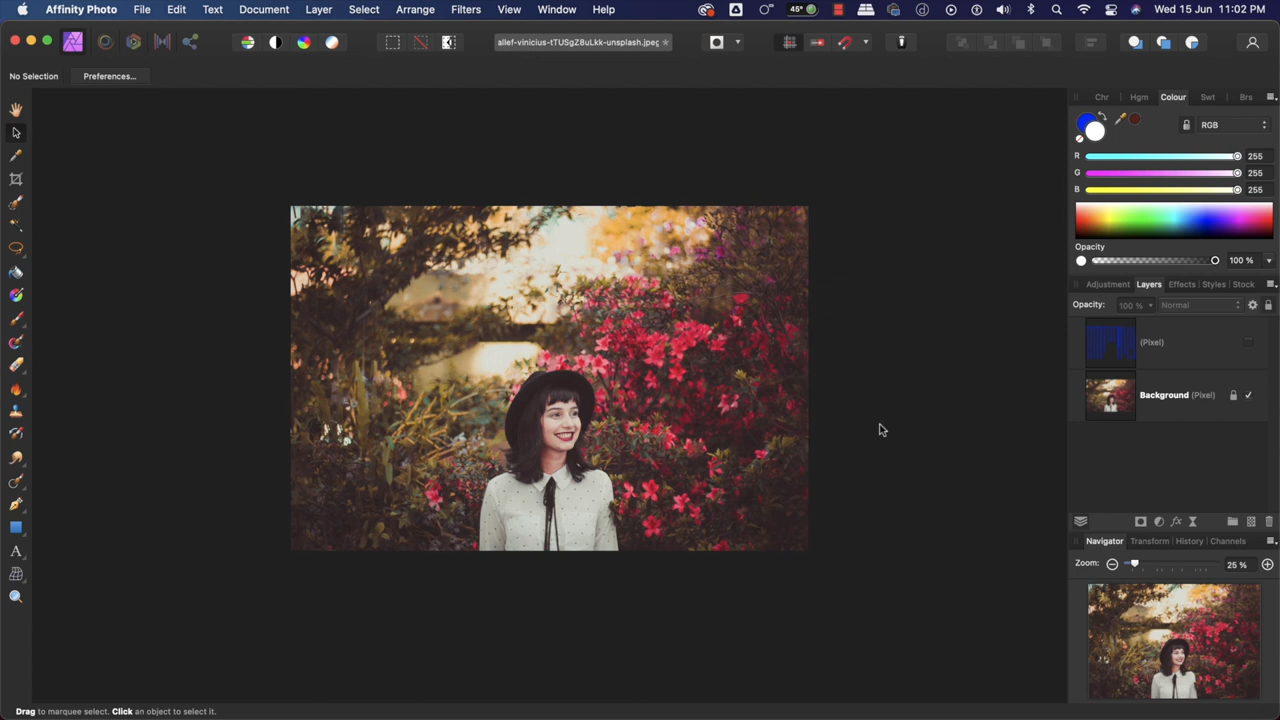 Affinity Photo File Edit Text Document Layer Select Arrange Filters View Window Help 45° Wed 15 Jun 11:02 PM
allef-vinicius-tTUSgZ8uLkk-unsplash.jpeg
No Selection Preferences...
Chr Hgm Colour Swt Brs
RGB
R 255
G 255
B 255
Opacity
100 %
Adjustment Layers Effects Styles Stock
Opacity: 100 % Normal
(Pixel)
Background (Pixel)
fx
Navigator Transform History Channels
Zoom: 25 %
A
Drag to marquee select. Click an object to select it.